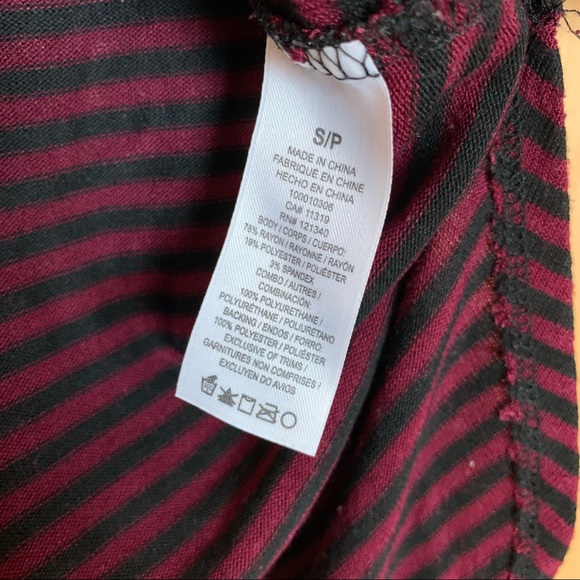 S/P
MADE IN CHINA
FABRIQUÉ EN CHINE
HECHO EN CHINA
100010306
CA# 11319
RN# 121340
BODY / CORPS / CUERPO:
78% RAYON / RAYONNE / RAYÓN
19% POLYESTER / POLIÉSTER
3% SPANDEX
COMBO / AUTRES /
COMBINACIÓN:
100% POLYURETHANE /
POLYURÉTHANE / POLIURETANO
BACKING / ENDOS / FORRO:
100% POLYESTER / POLIÉSTER
EXCLUSIVE OF TRIMS /
GARNITURES NON COMPRISES /
EXCLUYEN DO AVIOS